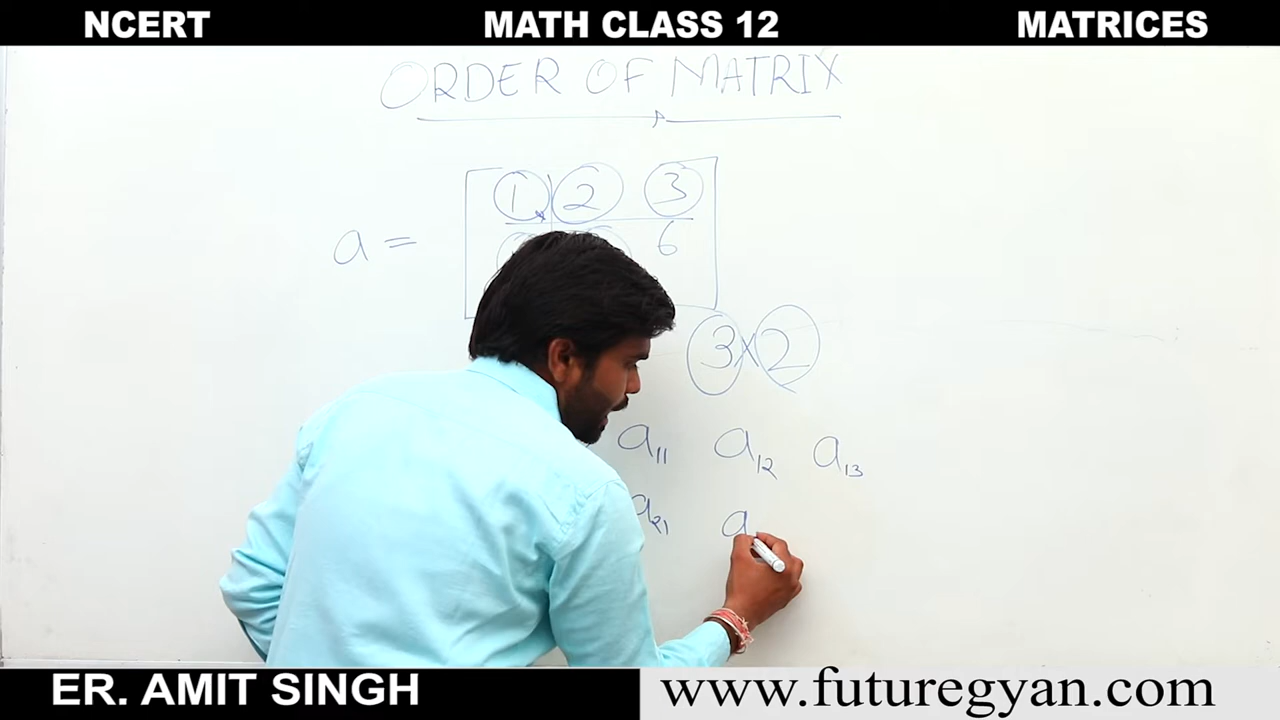 NCERT MATH CLASS 12 MATRICES
ORDER OF MATRIX
1 2 3
a = 6
3×2
a₁₁ a₁₂ a₁₃
a₂₁ a
ER. AMIT SINGH www.futuregyan.com